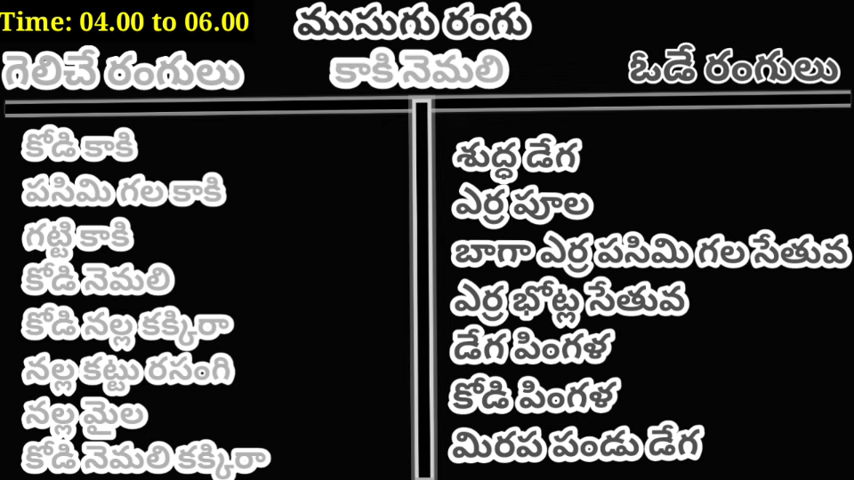 Time: 04.00 to 06.00
ముసుగు రంగు
గెలిచే రంగులు
కాకి నెమలి
ఓడే రంగులు
కోడి కాకి
పసిమి గల కాకి
గట్టి కాకి
కోడి నెమలి
కోడి నల్ల కక్కిరా
నల్ల కట్టు రసంగి
నల్ల మైల
కోడి నెమలి కక్కిరా
శుద్ధ డేగ
ఎర్ర పూల
బాగా ఎర్ర పసిమి గల సేతువ
ఎర్ర భోట్ల సేతువ
డేగ పింగళ
కోడి పింగళ
మిరప పండు డేగ